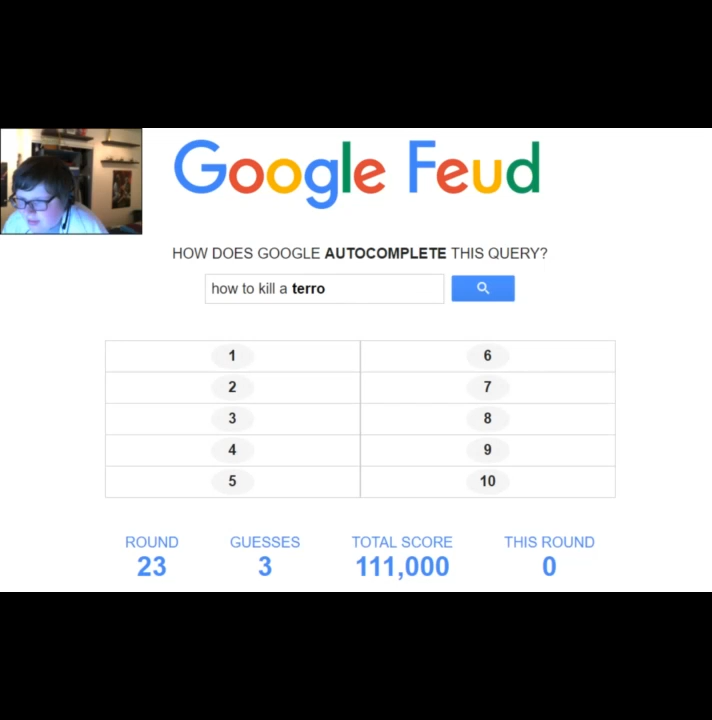 Google Feud
HOW DOES GOOGLE AUTOCOMPLETE THIS QUERY?
how to kill a terro
1 6
2 7
3 8
4 9
5 10
ROUND GUESSES TOTAL SCORE THIS ROUND
23 3 111,000 0